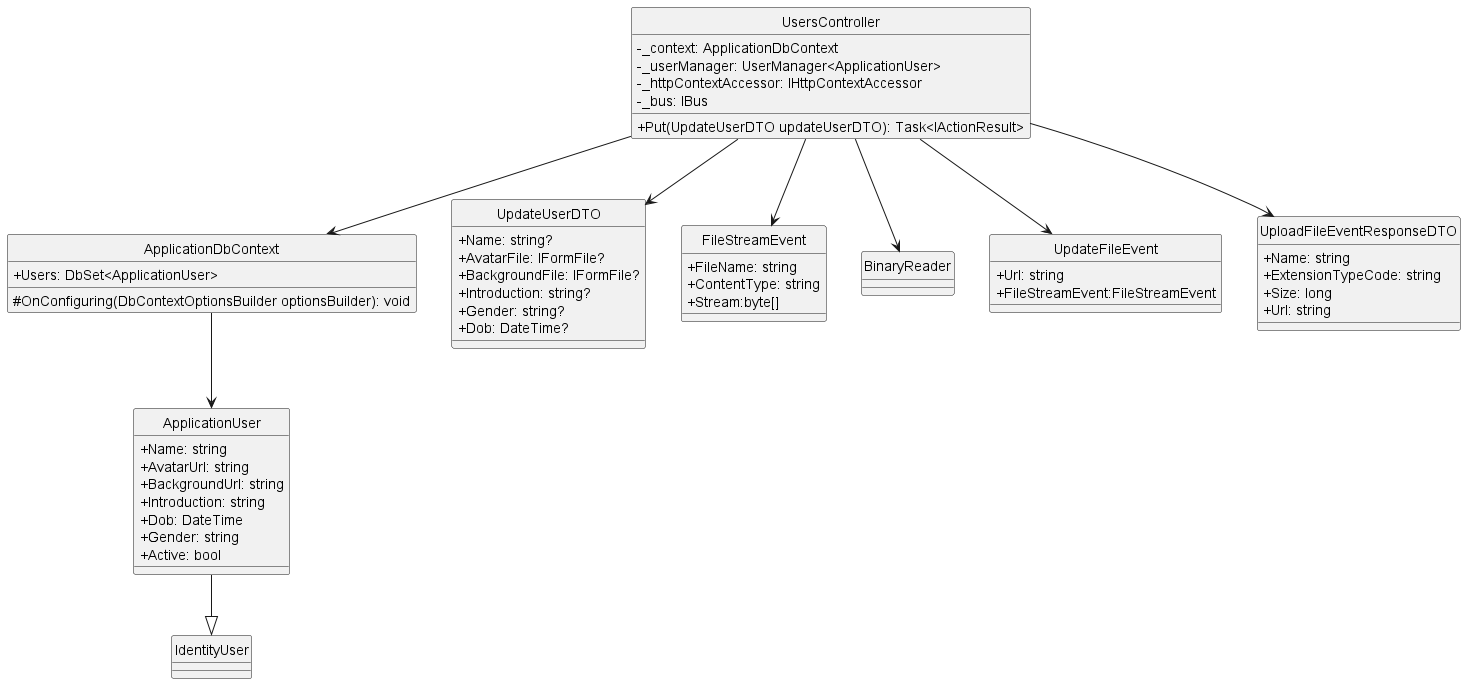 UsersController
-_context: ApplicationDbContext
-_userManager: UserManager<ApplicationUser>
-_httpContextAccessor: IHttpContextAccessor
-_bus: IBus
+Put(UpdateUserDTO updateUserDTO): Task<IActionResult>
ApplicationDbContext
+Users: DbSet<ApplicationUser>
#OnConfiguring(DbContextOptionsBuilder optionsBuilder): void
UpdateUserDTO
+Name: string?
+AvatarFile: IFormFile?
+BackgroundFile: IFormFile?
+Introduction: string?
+Gender: string?
+Dob: DateTime?
FileStreamEvent
+FileName: string
+ContentType: string
+Stream:byte[]
BinaryReader
UpdateFileEvent
+Url: string
+FileStreamEvent:FileStreamEvent
UploadFileEventResponseDTO
+Name: string
+ExtensionTypeCode: string
+Size: long
+Url: string
ApplicationUser
+Name: string
+AvatarUrl: string
+BackgroundUrl: string
+Introduction: string
+Dob: DateTime
+Gender: string
+Active: bool
IdentityUser